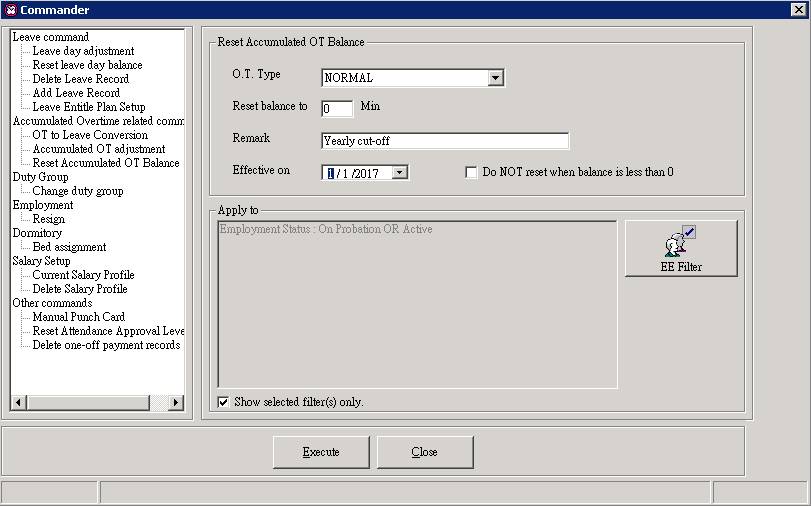 Commander
Leave command
Leave day adjustment
Reset leave day balance
Delete Leave Record
Add Leave Record
Leave Entitle Plan Setup
Accumulated Overtime related comm
OT to Leave Conversion
Accumulated OT adjustment
Reset Accumulated OT Balance
Duty Group
Change duty group
Employment
Resign
Dormitory
Bed assignment
Salary Setup
Current Salary Profile
Delete Salary Profile
Other commands
Manual Punch Card
Reset Attendance Approval Leve
Delete one-off payment records
Reset Accumulated OT Balance
O.T. Type NORMAL
Reset balance to 0 Min
Remark Yearly cut-off
Effective on 1 / 1 /2017 Do NOT reset when balance is less than 0
Apply to
Employment Status : On Probation OR Active
EE Filter
Show selected filter(s) only.
Execute Close